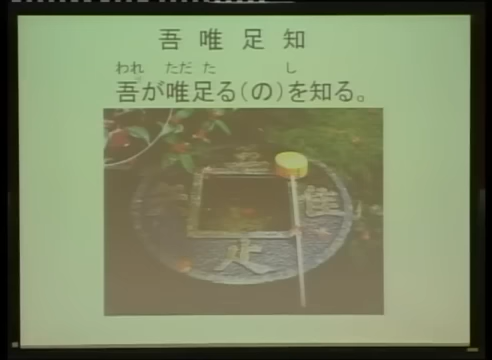 吾 唯 足 知
われ ただ た し
吾が唯足る(の)を知る。
隹